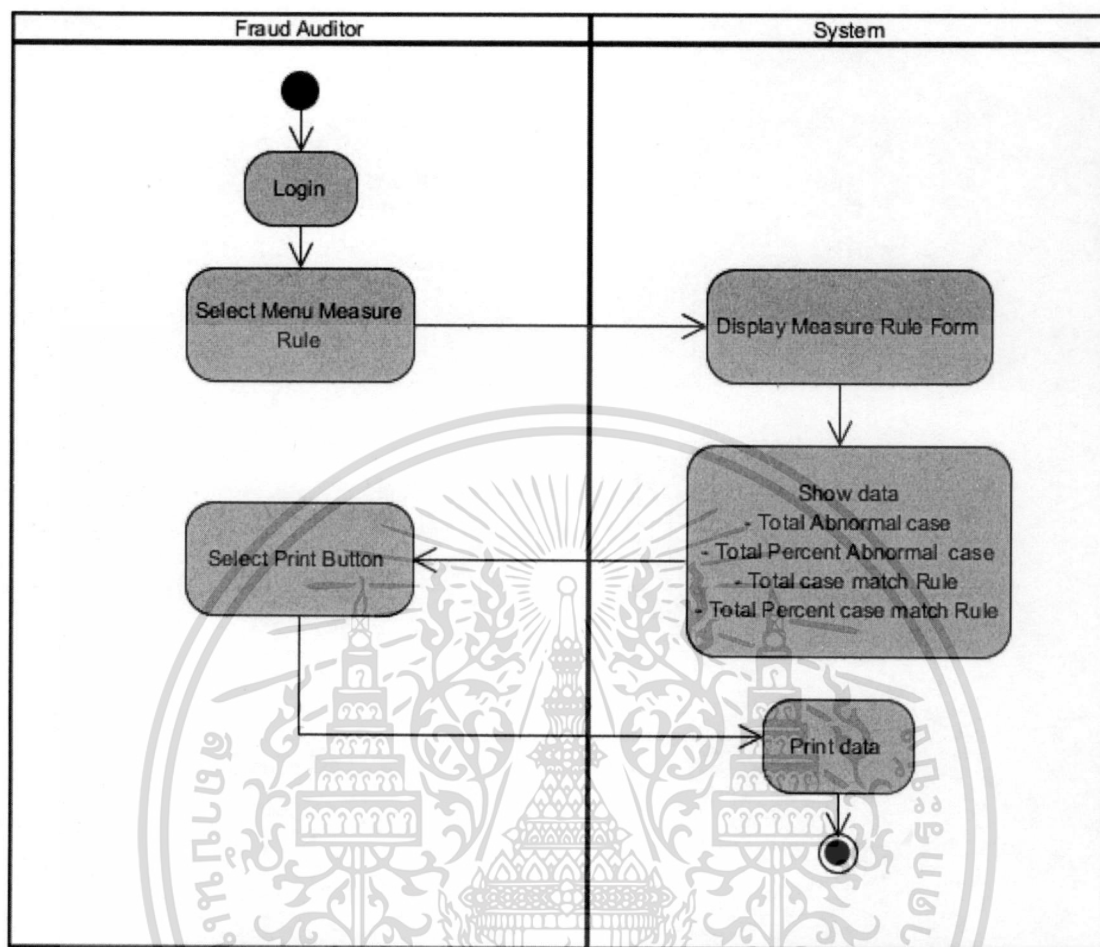 Fraud Auditor
System
Login
Select Menu Measure
Rule
Display Measure Rule Form
Show data
- Total Abnormal case
- Total Percent Abnormal case
- Total case match Rule
- Total Percent case match Rule
Select Print Button
Print data